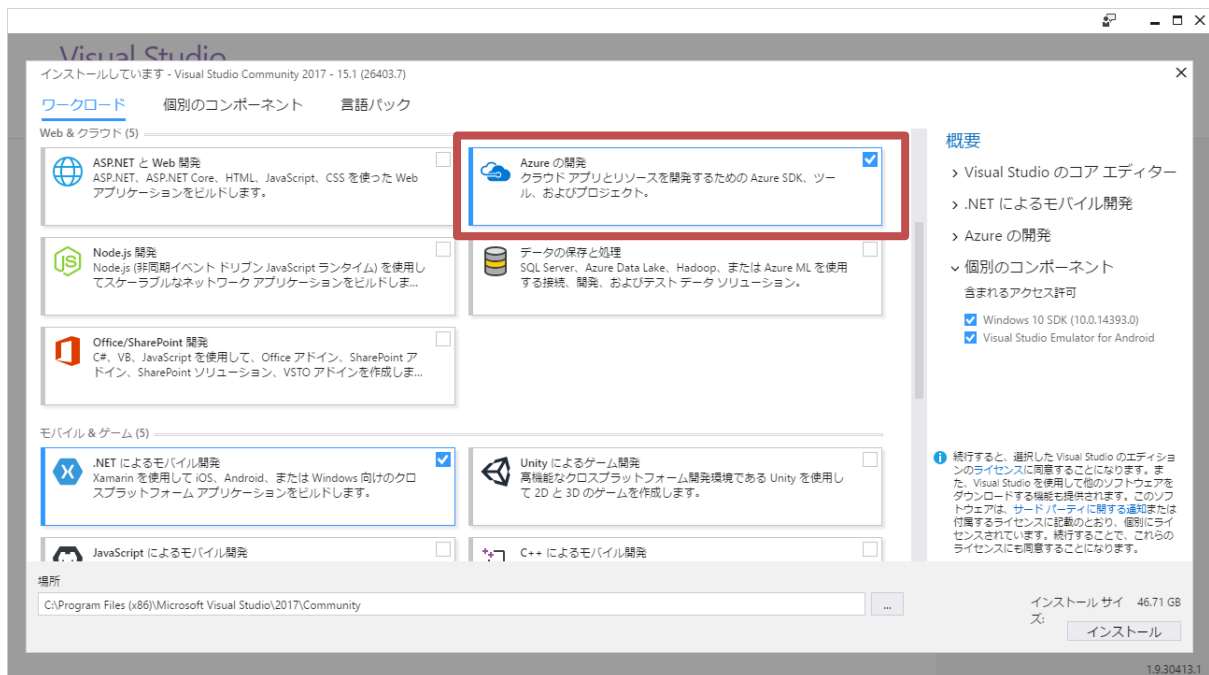 Visual Studio
インストールしています - Visual Studio Community 2017 - 15.1 (26403.7)
ワークロード
個別のコンポーネント
言語パック
Web & クラウド (5)
ASP.NET と Web 開発
ASP.NET、ASP.NET Core、HTML、JavaScript、CSS を使った Web
アプリケーションをビルドします。
Azure の開発
クラウド アプリとリソースを開発するための Azure SDK、ツー
ル、およびプロジェクト。
Node.js 開発
Node.js (非同期イベント ドリブン JavaScript ランタイム) を使用し
てスケーラブルなネットワーク アプリケーションをビルドしま...
データの保存と処理
SQL Server、Azure Data Lake、Hadoop、または Azure ML を使用
する接続、開発、およびテスト データ ソリューション。
Office/SharePoint 開発
C#、VB、JavaScript を使用して、Office アドイン、SharePoint ア
ドイン、SharePoint ソリューション、VSTO アドインを作成しま...
モバイル & ゲーム (5)
.NET によるモバイル開発
Xamarin を使用して iOS、Android、または Windows 向けのクロ
スプラットフォーム アプリケーションをビルドします。
Unity によるゲーム開発
高機能なクロスプラットフォーム開発環境である Unity を使用し
て 2D と 3D のゲームを作成します。
JavaScript によるモバイル開発
C++ によるモバイル開発
概要
Visual Studio のコア エディター
.NET によるモバイル開発
Azure の開発
個別のコンポーネント
含まれるアクセス許可
Windows 10 SDK (10.0.14393.0)
Visual Studio Emulator for Android
続行すると、選択した Visual Studio のエディショ
ンのライセンスに同意することになります。ま
た、Visual Studio を使用して他のソフトウェアを
ダウンロードする機能も提供されます。このソフ
トウェアは、サード パーティに関する通知または
付属するライセンスに記載のとおり、個別にライ
センスされています。続行することで、これらの
ライセンスにも同意することになります。
場所
C:\Program Files (x86)\Microsoft Visual Studio\2017\Community
...
インストール サイ
ズ:
46.71 GB
インストール
1.9.30413.1